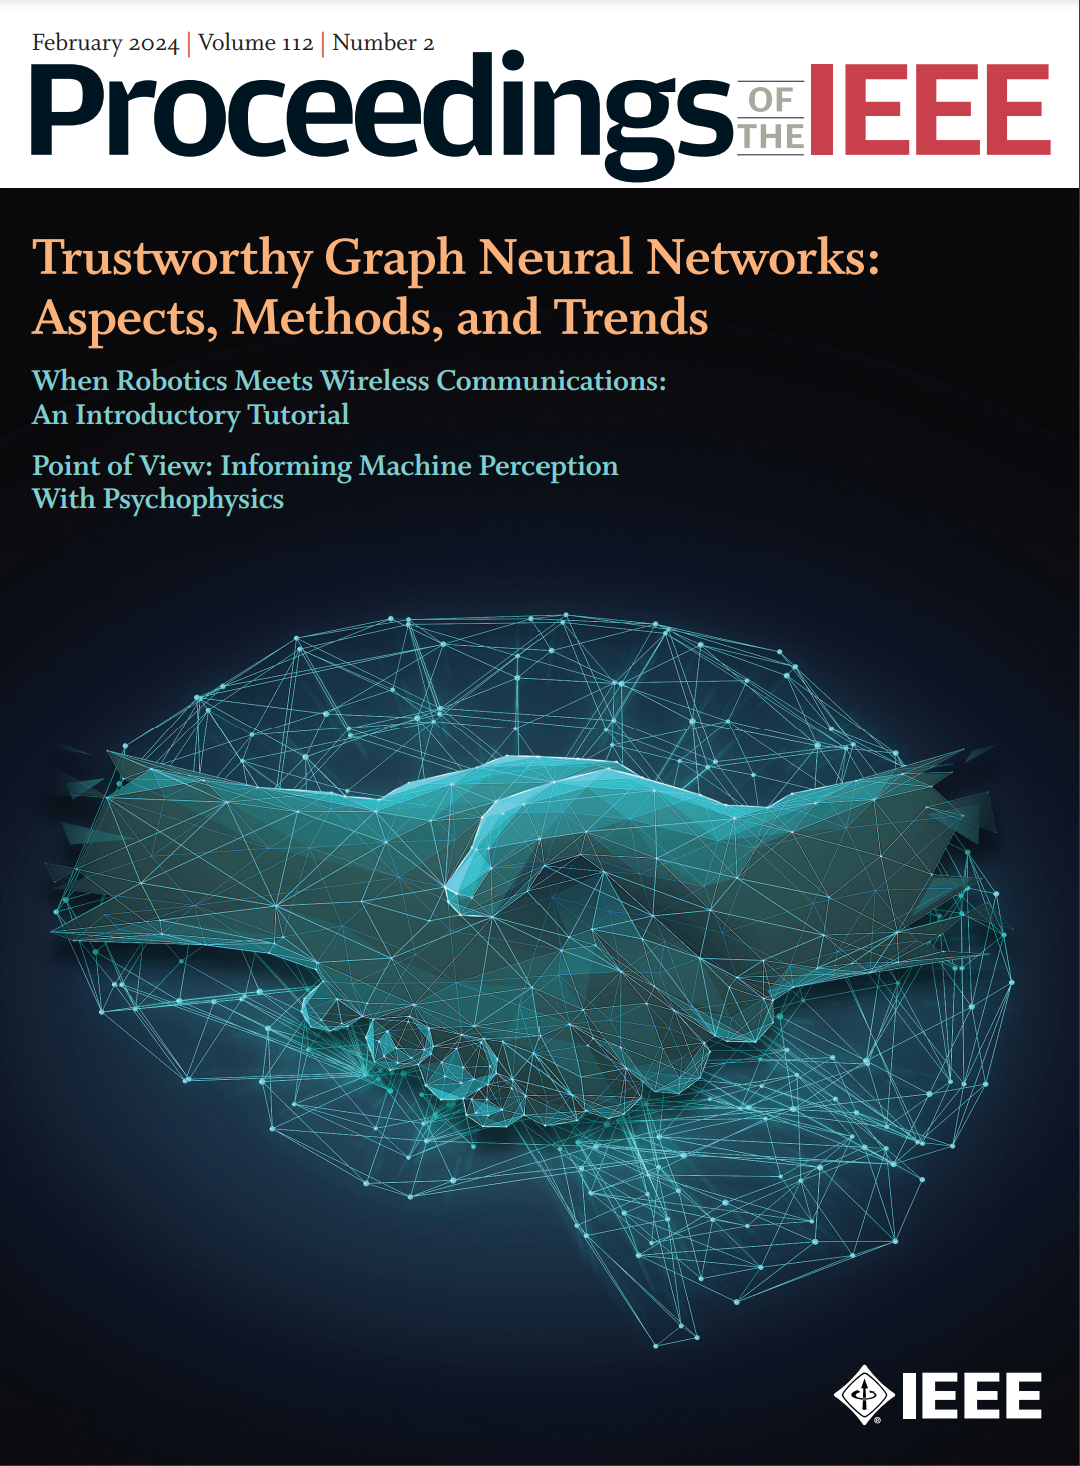 February 2024 | Volume 112 | Number 2
Proceedings OF THE IEEE
Trustworthy Graph Neural Networks:
Aspects, Methods, and Trends
When Robotics Meets Wireless Communications:
An Introductory Tutorial
Point of View: Informing Machine Perception
With Psychophysics
IEEE
®